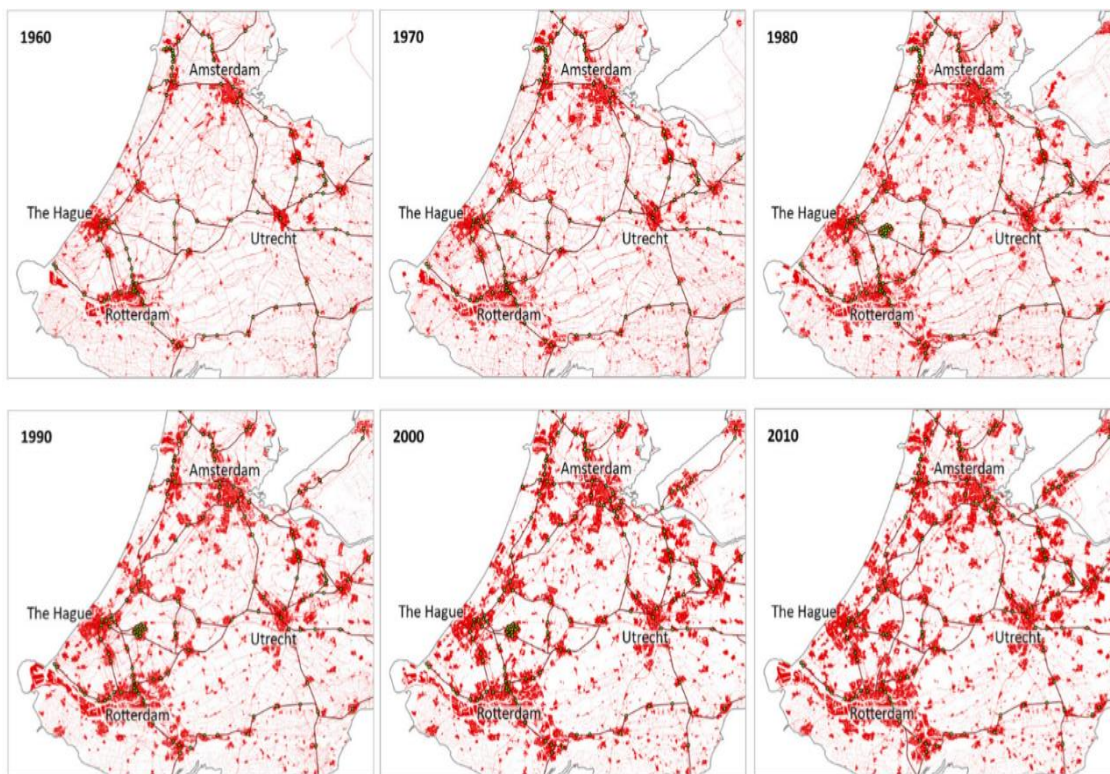 1960
Amsterdam
The Hague
Utrecht
Rotterdam
1970
Amsterdam
The Hague
Utrecht
Rotterdam
1980
Amsterdam
The Hague
Utrecht
Rotterdam
1990
Amsterdam
The Hague
Utrecht
Rotterdam
2000
Amsterdam
The Hague
Utrecht
Rotterdam
2010
Amsterdam
The Hague
Utrecht
Rotterdam